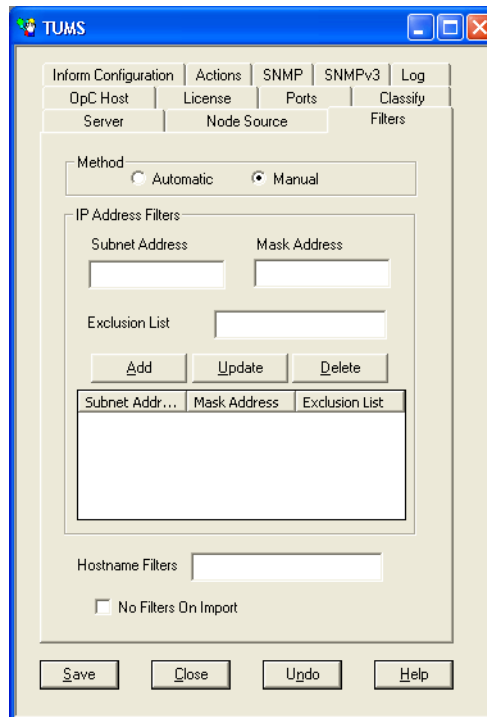 TUMS
Inform Configuration Actions SNMP SNMPv3 Log
OpC Host License Ports Classify
Server Node Source Filters
Method
Automatic Manual
IP Address Filters
Subnet Address Mask Address
Exclusion List
Add Update Delete
Subnet Addr... Mask Address Exclusion List
Hostname Filters
No Filters On Import
Save Close Undo Help